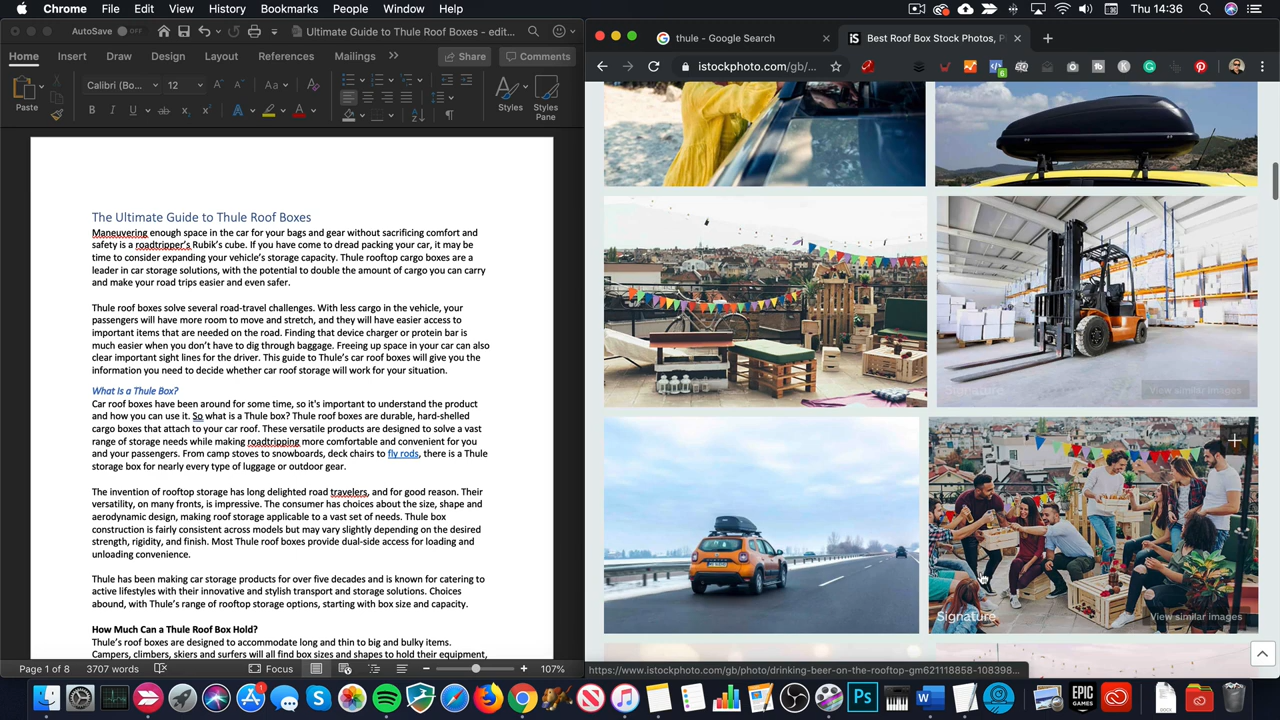 Chrome File Edit View History Bookmarks People Window Help Thu 14:36
AutoSave OFF Ultimate Guide to Thule Roof Boxes - edit...
Home Insert Draw Design Layout References Mailings >> Share Comments
Paste Calibri (Bo... 12 A A Aa Styles Styles Pane
B I U ab x₂ x² A A
thule - Google Search × Best Roof Box Stock Photos, P × +
istockphoto.com/gb/...
6
The Ultimate Guide to Thule Roof Boxes
Maneuvering enough space in the car for your bags and gear without sacrificing comfort and
safety is a roadtripper's Rubik's cube. If you have come to dread packing your car, it may be
time to consider expanding your vehicle's storage capacity. Thule rooftop cargo boxes are a
leader in car storage solutions, with the potential to double the amount of cargo you can carry
and make your road trips easier and even safer.
Thule roof boxes solve several road-travel challenges. With less cargo in the vehicle, your
passengers will have more room to move and stretch, and they will have easier access to
important items that are needed on the road. Finding that device charger or protein bar is
much easier when you don't have to dig through baggage. Freeing up space in your car can also
clear important sight lines for the driver. This guide to Thule's car roof boxes will give you the
information you need to decide whether car roof storage will work for your situation.
What Is a Thule Box?
Car roof boxes have been around for some time, so it's important to understand the product
and how you can use it. So what is a Thule box? Thule roof boxes are durable, hard-shelled
cargo boxes that attach to your car roof. These versatile products are designed to solve a vast
range of storage needs while making roadtripping more comfortable and convenient for you
and your passengers. From camp stoves to snowboards, deck chairs to fly rods, there is a Thule
storage box for nearly every type of luggage or outdoor gear.
The invention of rooftop storage has long delighted road travelers, and for good reason. Their
versatility, on many fronts, is impressive. The consumer has choices about the size, shape and
aerodynamic design, making roof storage applicable to a vast set of needs. Thule box
construction is fairly consistent across models but may vary slightly depending on the desired
strength, rigidity, and finish. Most Thule roof boxes provide dual-side access for loading and
unloading convenience.
Thule has been making car storage products for over five decades and is known for catering to
active lifestyles with their innovative and stylish transport and storage solutions. Choices
abound, with Thule's range of rooftop storage options, starting with box size and capacity.
How Much Can a Thule Roof Box Hold?
Thule's roof boxes are designed to accommodate long and thin to big and bulky items.
Campers, climbers, skiers and surfers will all find box sizes and shapes to hold their equipment,
Signature View similar images
Signature View similar images
Page 1 of 8 3707 words Focus 107%
https://www.istockphoto.com/gb/photo/drinking-beer-on-the-rooftop-gm621118858-108398...
Ps
W
EPIC GAMES
DOCX